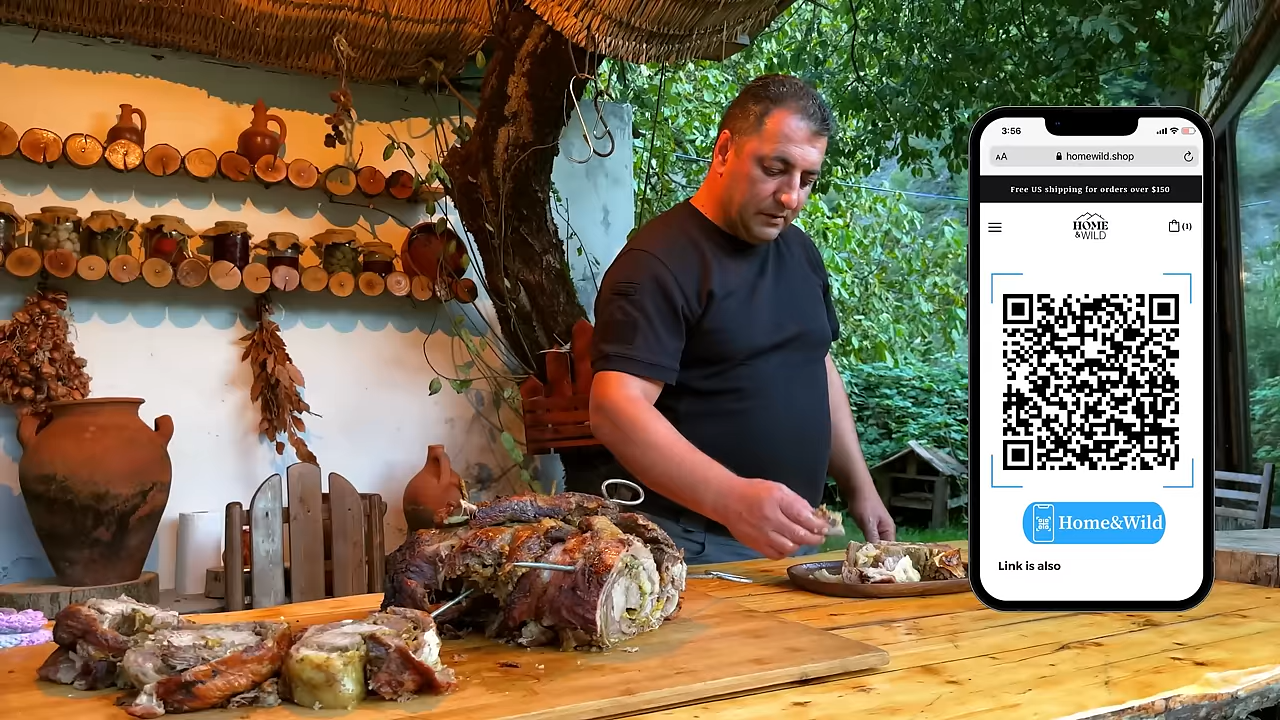 3:56
AA
homewild.shop
Free US shipping for orders over $150
HOME
&WILD
(1)
Home&Wild
Link is also